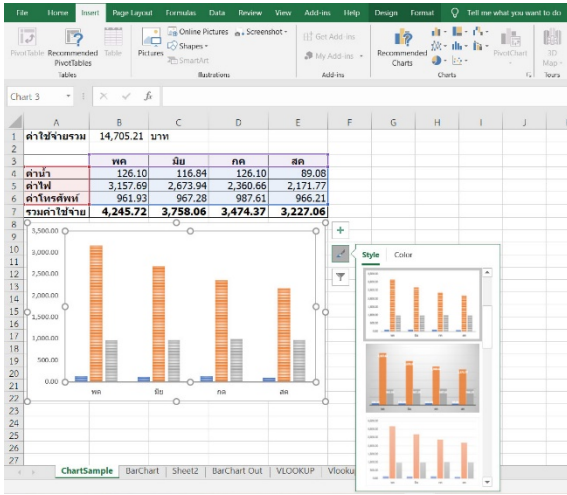 File Home Insert Page Layout Formulas Data Review View Add-ins Help Design Format Tell me what you want to do
PivotTable Recommended PivotTables Table
Pictures Online Pictures Shapes SmartArt Screenshot
Get Add-ins
My Add-ins
Recommended Charts
PivotChart
3D Map
Tables Illustrations Add-ins Charts Tours
Chart 3 fx
A B C D E F G H I J
1 ค่าใช้จ่ายรวม 14,705.21 บาท
2
3 พค มิย กค สค
4 ค่าน้ำ 126.10 116.84 126.10 89.08
5 ค่าไฟ 3,157.69 2,673.94 2,360.66 2,171.77
6 ค่าโทรศัพท์ 961.93 967.28 987.61 966.21
7 รวมค่าใช้จ่าย 4,245.72 3,758.06 3,474.37 3,227.06
8
9
10
11
12
13
14
15
16
17
18
19
20
21
22
23
24
25
26
27
3,500.00
3,000.00
2,500.00
2,000.00
1,500.00
1,000.00
500.00
0.00
พค มิย กค สค
Style Color
ChartSample BarChart Sheet2 BarChart Out VLOOKUP Vlooku